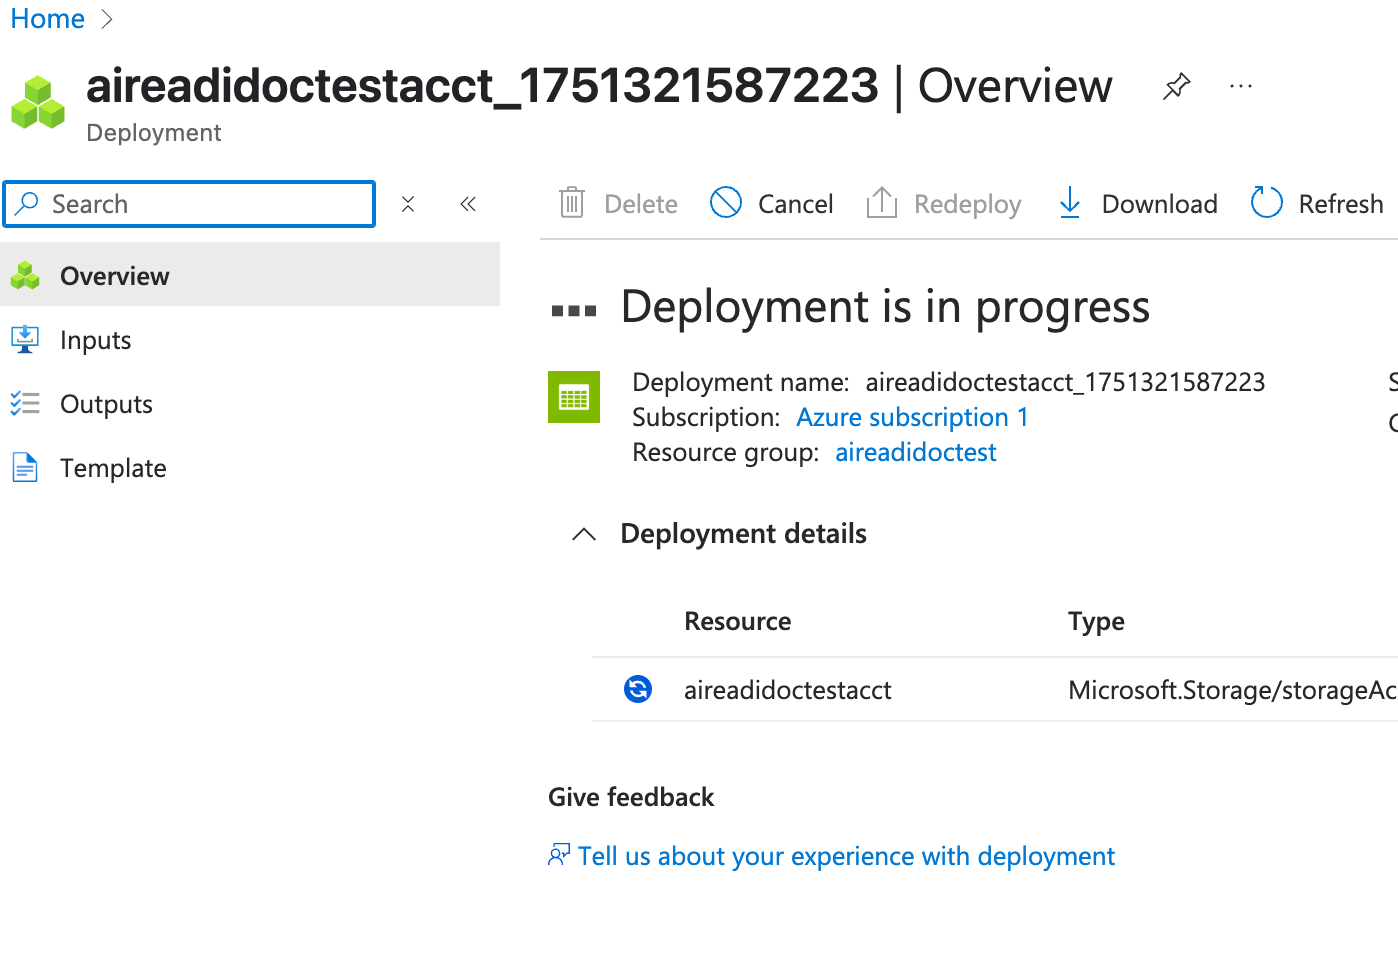 Home
aireadidoctestacct_1751321587223 | Overview
Deployment
Search
Delete
Cancel
Redeploy
Download
Refresh
Overview
Inputs
Outputs
Template
Deployment is in progress
Deployment name: aireadidoctestacct_1751321587223
Subscription: Azure subscription 1
Resource group: aireadidoctest
Deployment details
Resource Type
aireadidoctestacct Microsoft.Storage/storageAc
Give feedback
Tell us about your experience with deployment